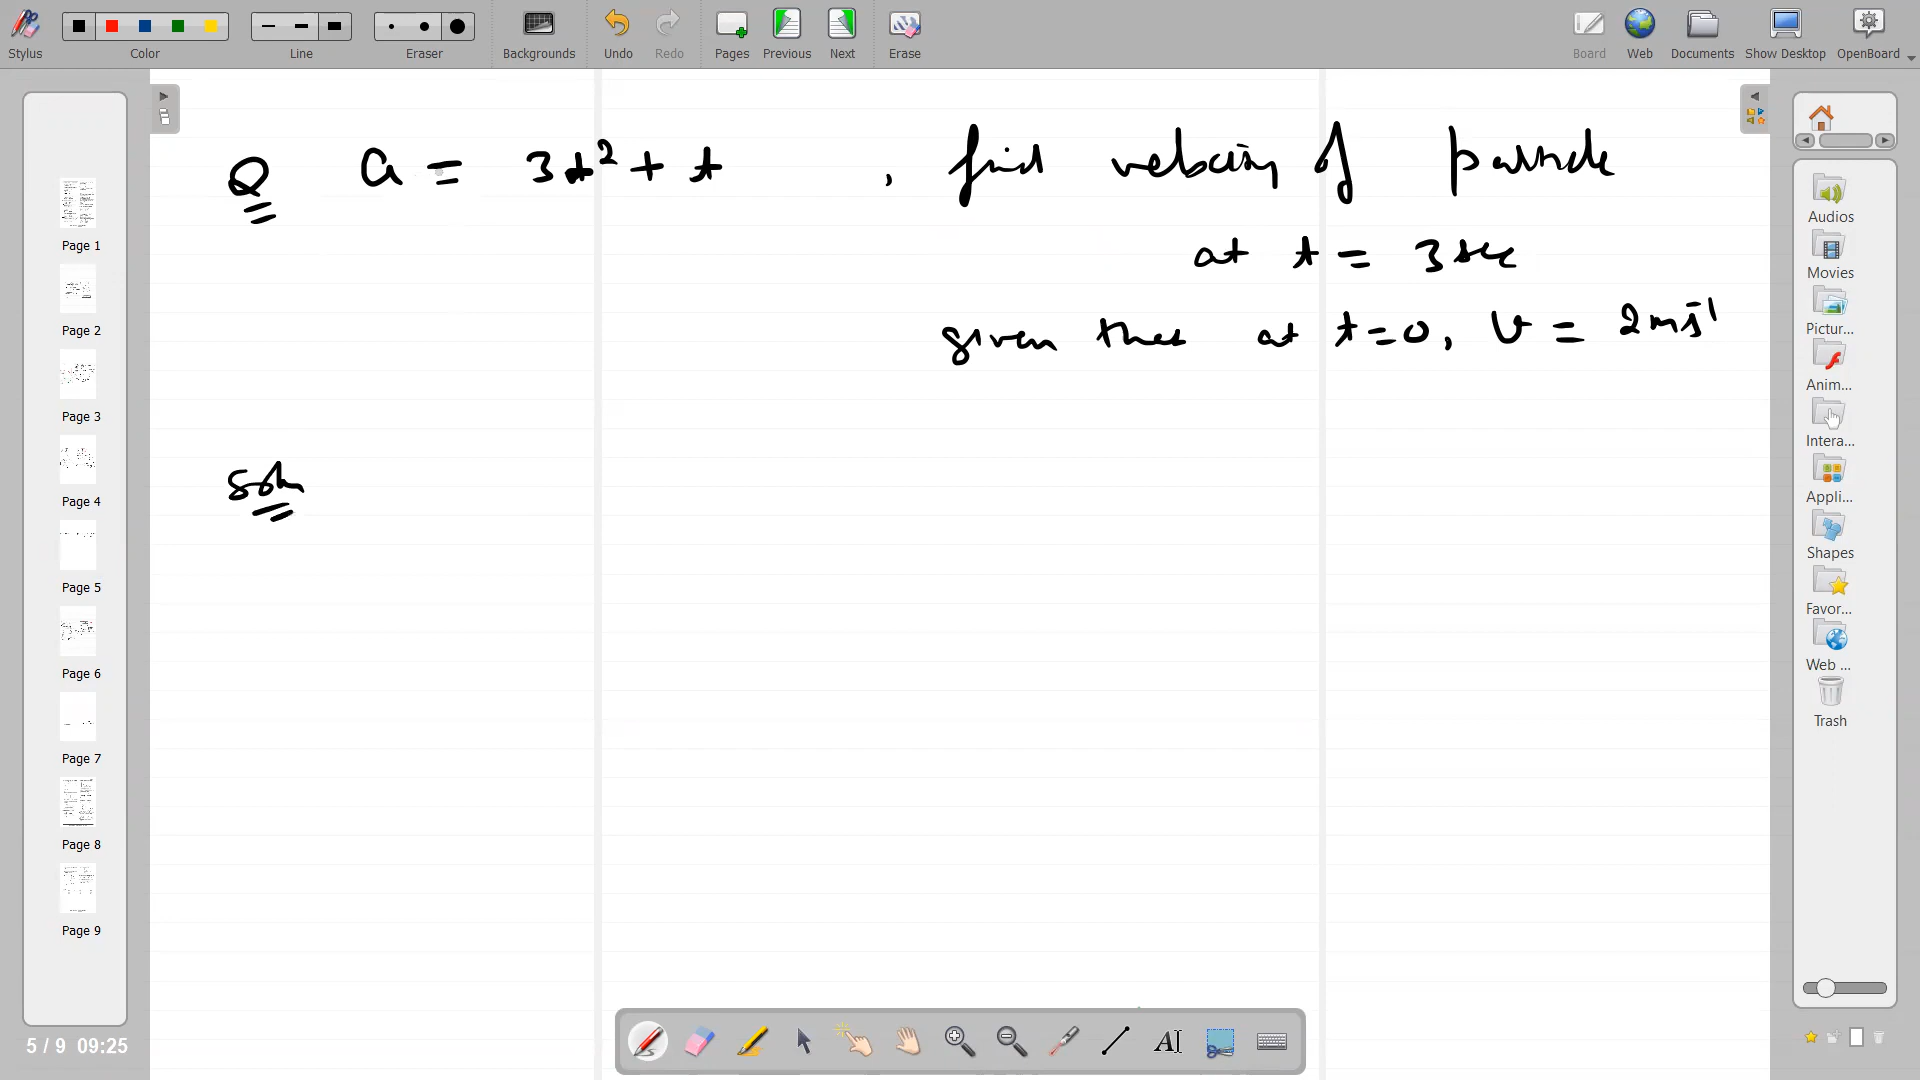 Stylus
Color
Line
Eraser
Backgrounds
Undo
Redo
Pages
Previous
Next
Erase
Board
Web
Documents
Show Desktop
OpenBoard
Q a = 3t² + t , find velocity of particle
at t = 3 sec
given that at t=0, v = 2ms⁻¹
Soln
Page 1
Page 2
Page 3
Page 4
Page 5
Page 6
Page 7
Page 8
Page 9
5 / 9 09:25
Audios
Movies
Pictur...
Anim...
Intera...
Appli...
Shapes
Favor...
Web ...
Trash